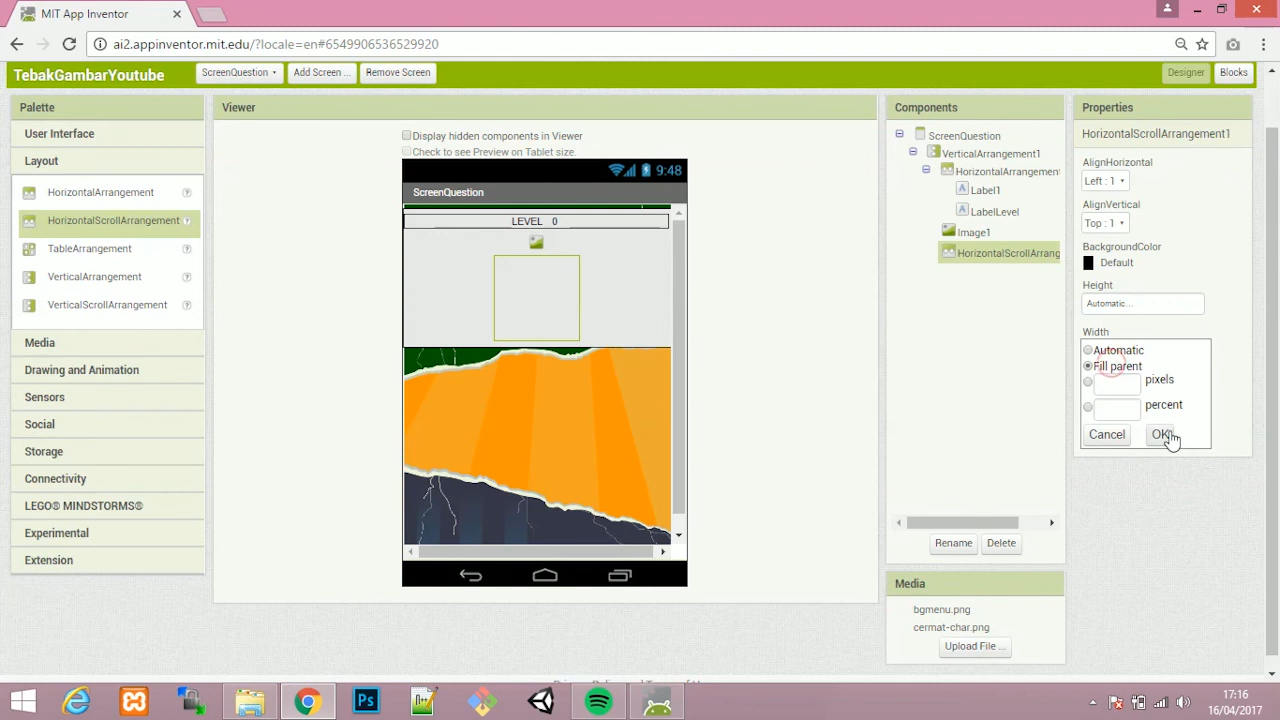 MIT App Inventor
ai2.appinventor.mit.edu/?locale=en#6549906536529920
TebakGambarYoutube
ScreenQuestion
Add Screen ...
Remove Screen
Designer
Blocks
Palette
User Interface
Layout
HorizontalArrangement
HorizontalScrollArrangement
TableArrangement
VerticalArrangement
VerticalScrollArrangement
Media
Drawing and Animation
Sensors
Social
Storage
Connectivity
LEGO® MINDSTORMS®
Experimental
Extension
Viewer
Display hidden components in Viewer
Check to see Preview on Tablet size.
9:48
ScreenQuestion
LEVEL 0
Components
ScreenQuestion
VerticalArrangement1
HorizontalArrangement
Label1
LabelLevel
Image1
HorizontalScrollArrang
Rename
Delete
Media
bgmenu.png
cermat-char.png
Upload File ...
Properties
HorizontalScrollArrangement1
AlignHorizontal
Left : 1
AlignVertical
Top : 1
BackgroundColor
Default
Height
Automatic...
Width
Automatic
Fill parent
pixels
percent
Cancel
OK
Ps
17:16
16/04/2017